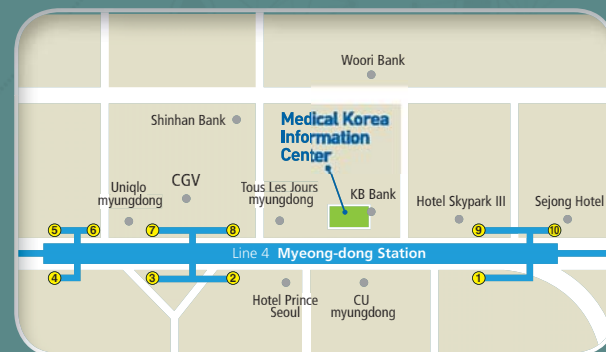 Woori Bank
Shinhan Bank
Medical Korea
Information
Center
Uniqlo
myungdong
CGV
Tous Les Jours
myungdong
KB Bank
Hotel Skypark III
Sejong Hotel
5
6
7
8
9
10
Line 4 Myeong-dong Station
4
3
2
1
Hotel Prince
Seoul
CU
myungdong